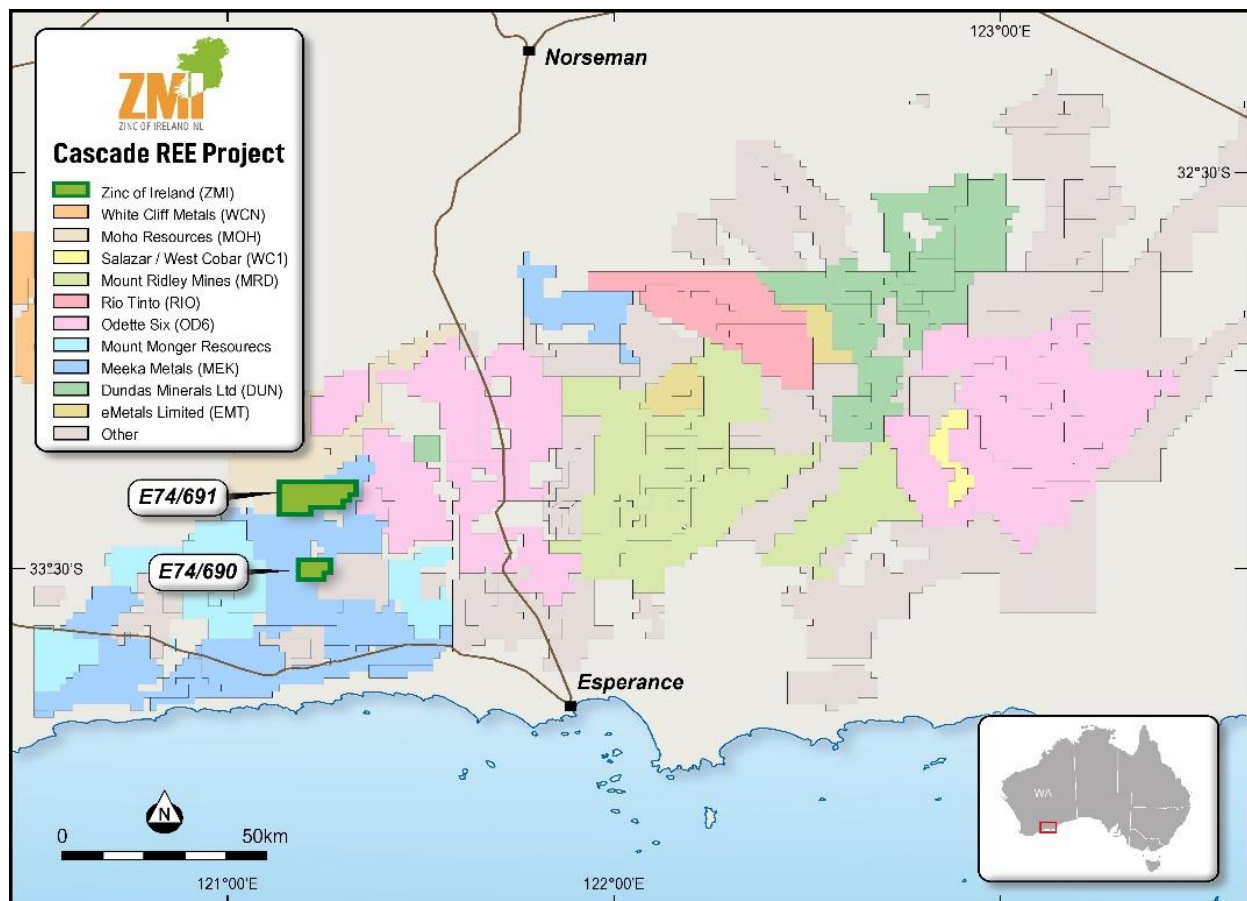 123°00'E
Norseman
ZMI
ZINC OF IRELAND NL
Cascade REE Project
Zinc of Ireland (ZMI)
White Cliff Metals (WCN)
Moho Resources (MOH)
Salazar / West Cobar (WC1)
Mount Ridley Mines (MRD)
Rio Tinto (RIO)
Odette Six (OD6)
Mount Monger Resourecs
Meeka Metals (MEK)
Dundas Minerals Ltd (DUN)
eMetals Limited (EMT)
Other
32°30'S
E74/691
E74/690
33°30'S
Esperance
N
0 50km
121°00'E
122°00'E
WA